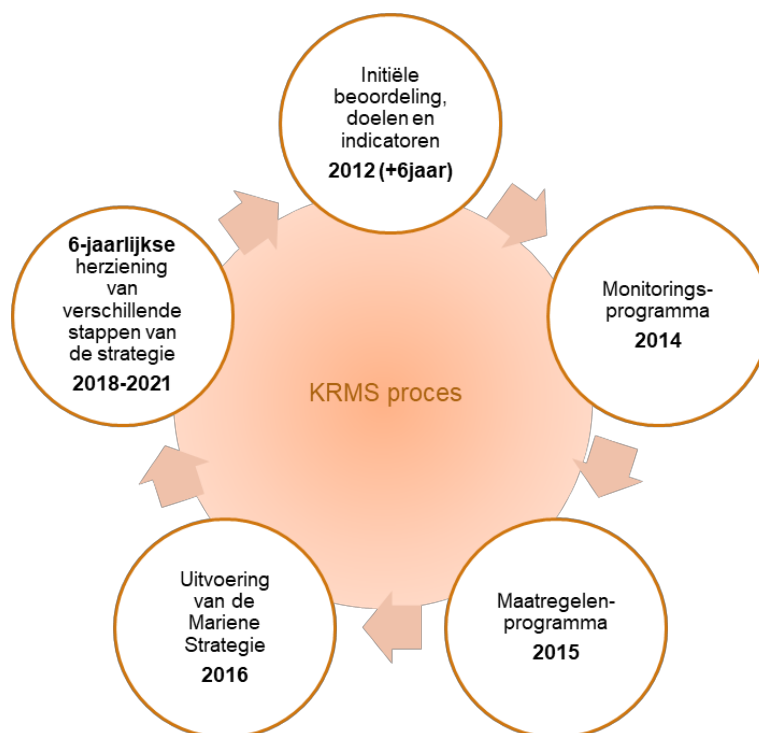 Initiële
beoordeling,
doelen en
indicatoren
2012 (+6jaar)
Monitorings-
programma
2014
Maatregelen-
programma
2015
Uitvoering
van de
Mariene
Strategie
2016
6-jaarlijkse
herziening
van
verschillende
stappen van
de strategie
2018-2021
KRMS proces